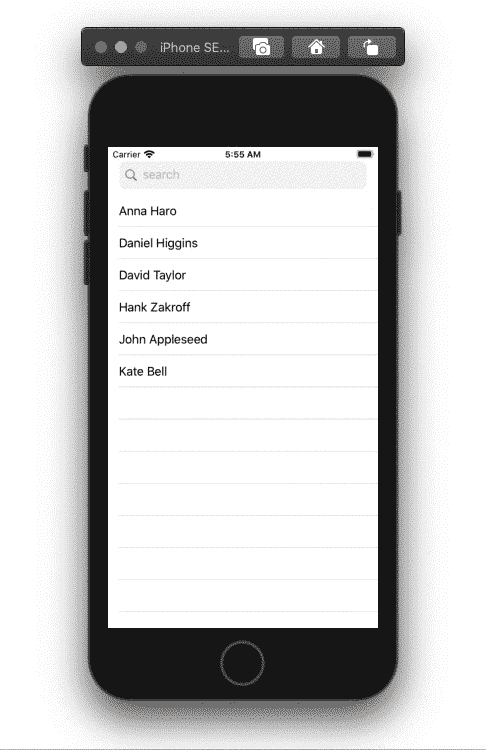 iPhone SE...
Carrier 5:55 AM
search
Anna Haro
Daniel Higgins
David Taylor
Hank Zakroff
John Appleseed
Kate Bell